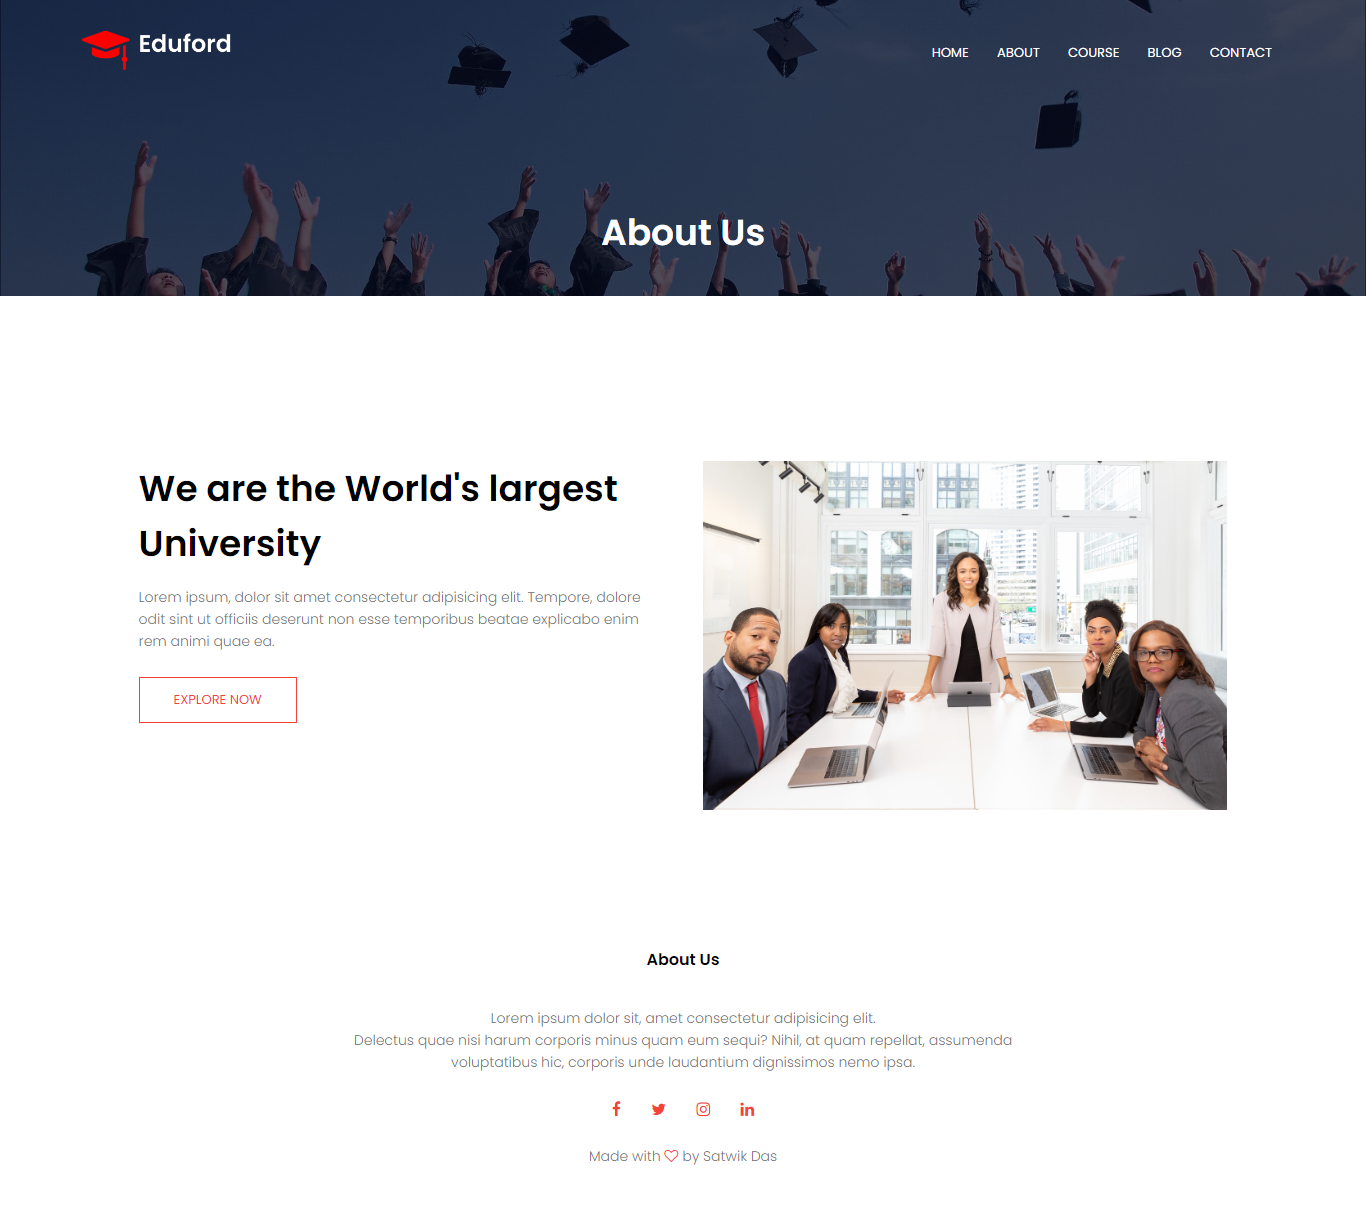 Eduford
HOME ABOUT COURSE BLOG CONTACT
About Us
We are the World's largest
University
Lorem ipsum, dolor sit amet consectetur adipisicing elit. Tempore, dolore
odit sint ut officiis deserunt non esse temporibus beatae explicabo enim
rem animi quae ea.
EXPLORE NOW
About Us
Lorem ipsum dolor sit, amet consectetur adipisicing elit.
Delectus quae nisi harum corporis minus quam eum sequi? Nihil, at quam repellat, assumenda
voluptatibus hic, corporis unde laudantium dignissimos nemo ipsa.
Made with ♡ by Satwik Das